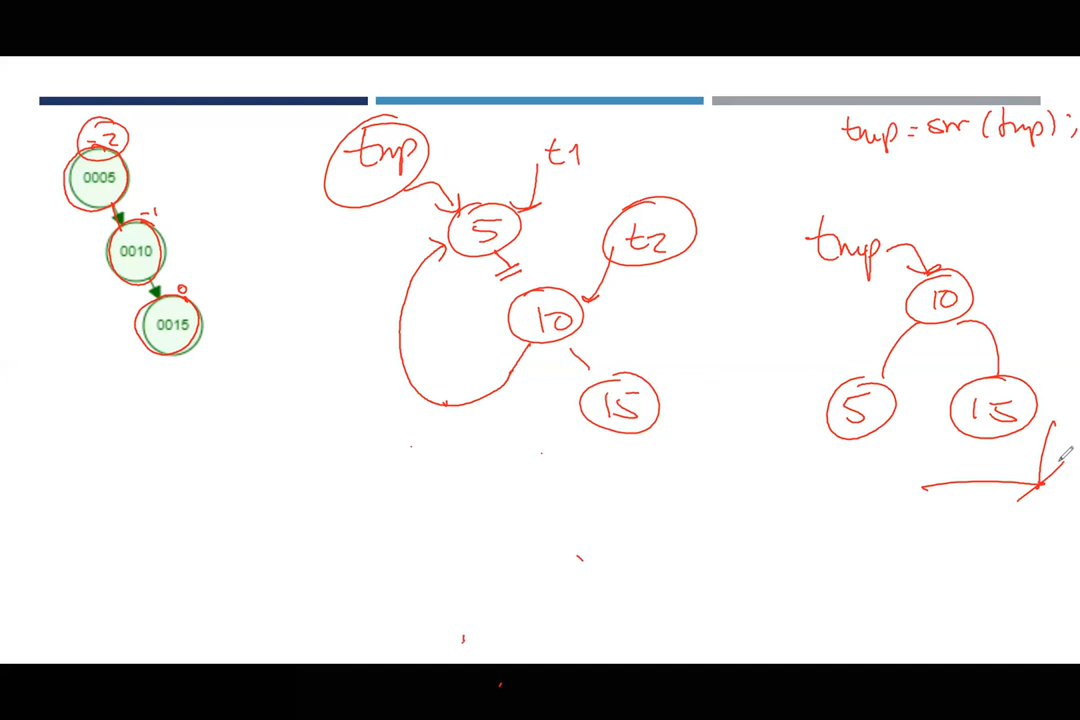 tmp = srr (tmp);
-2
0005
-1
0010
0
0015
tmp
t1
5
t2
10
15
tmp
10
5
15